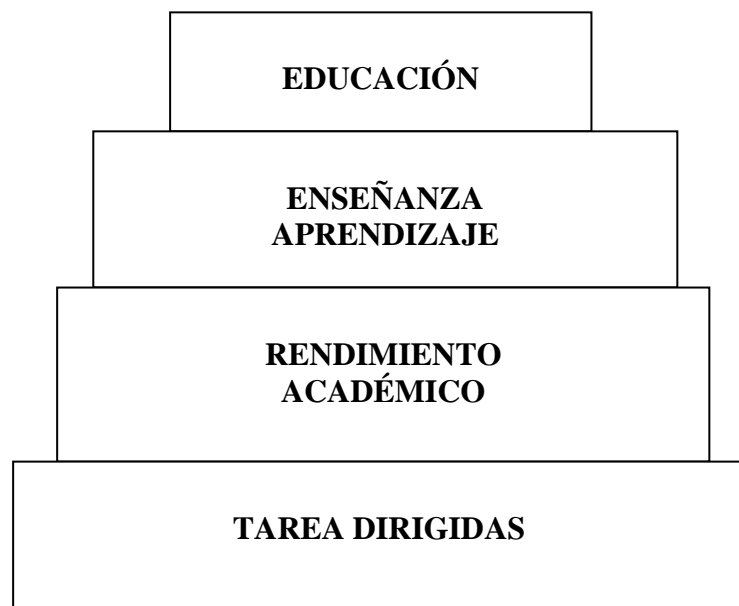 EDUCACIÓN
ENSEÑANZA
APRENDIZAJE
RENDIMIENTO
ACADÉMICO
TAREA DIRIGIDAS